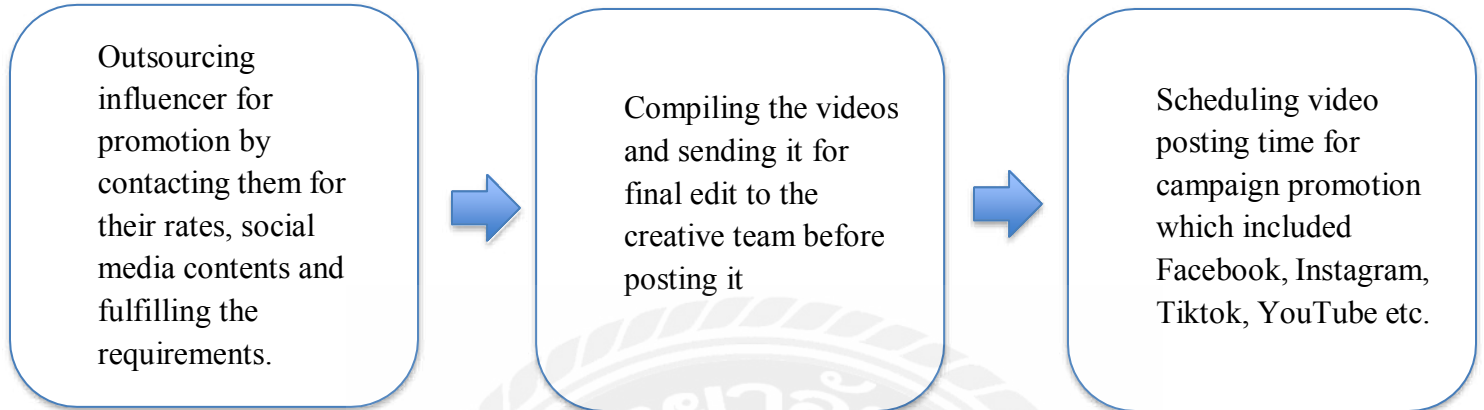 Outsourcing
influencer for
promotion by
contacting them for
their rates, social
media contents and
fulfilling the
requirements.
Compiling the videos
and sending it for
final edit to the
creative team before
posting it
Scheduling video
posting time for
campaign promotion
which included
Facebook, Instagram,
Tiktok, YouTube etc.